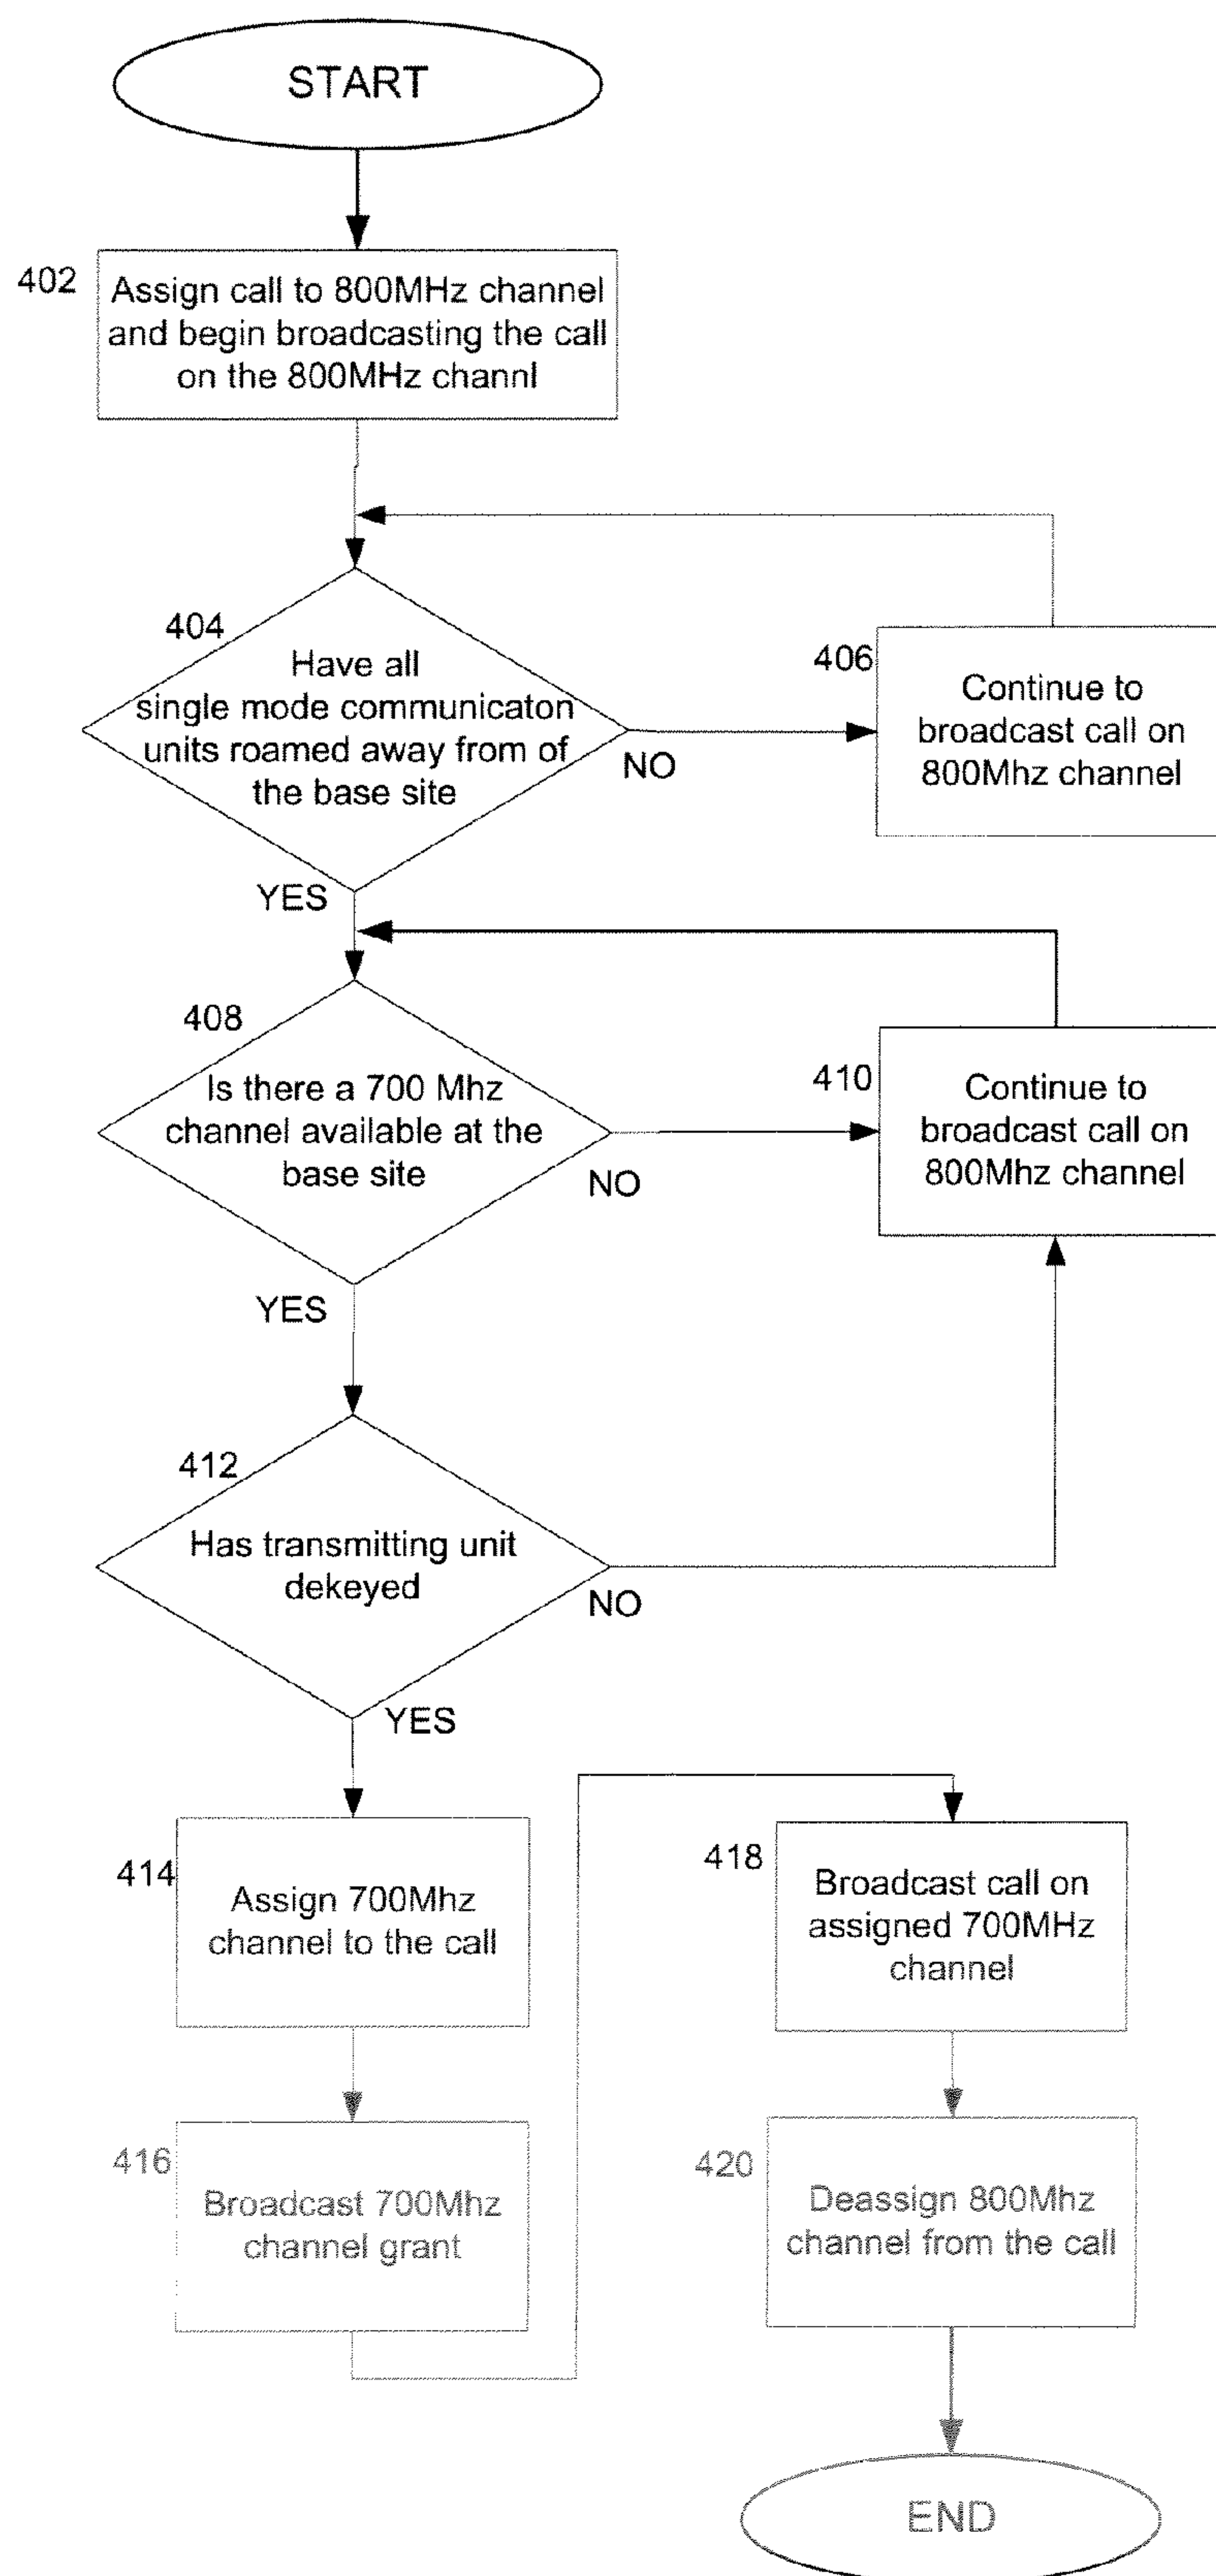 START
402
Assign call to 800MHz channel
and begin broadcasting the call
on the 800MHz channl
404
Have all
single mode communicaton
units roamed away from of
the base site
NO
YES
406
Continue to
broadcast call on
800Mhz channel
408
Is there a 700 Mhz
channel available at the
base site
NO
YES
410
Continue to
broadcast call on
800Mhz channel
412
Has transmitting unit
dekeyed
NO
YES
414
Assign 700Mhz
channel to the call
416
Broadcast 700Mhz
channel grant
418
Broadcast call on
assigned 700MHz
channel
420
Deassign 800Mhz
channel from the call
END